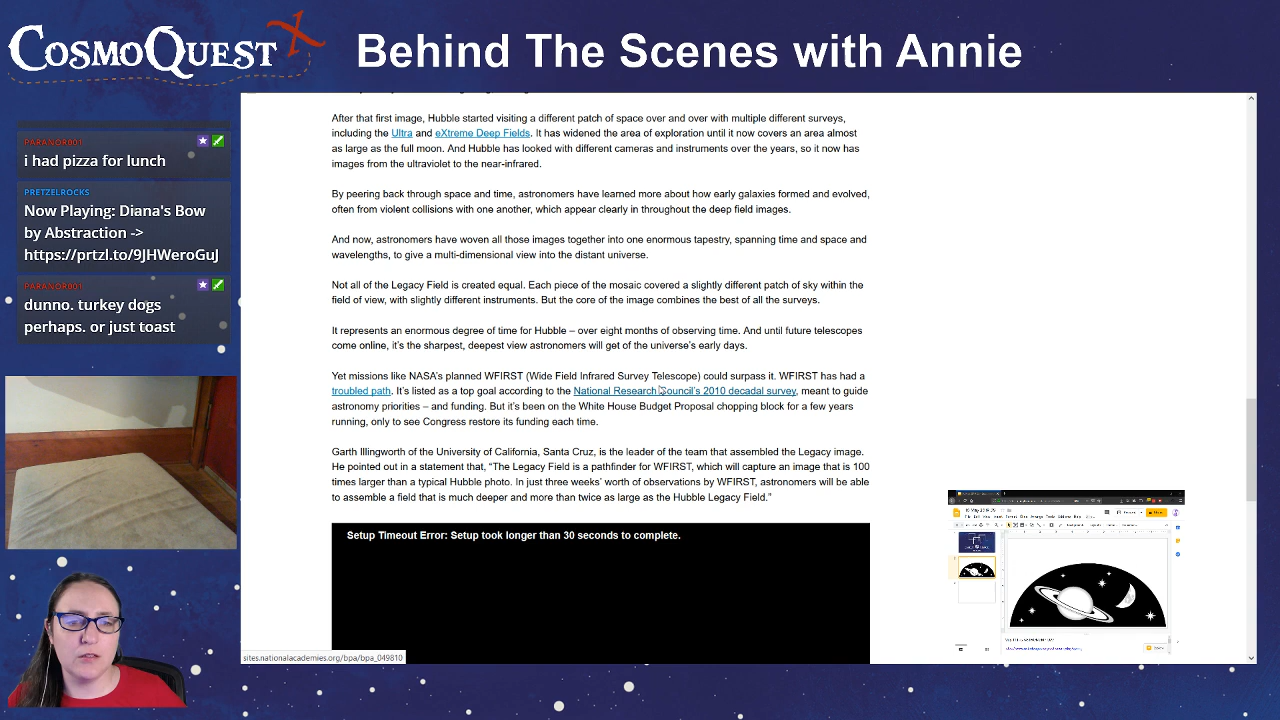 COSMOQUEST X
Behind The Scenes with Annie
PARANOR001
i had pizza for lunch
PRETZELROCKS
Now Playing: Diana's Bow
by Abstraction ->
https://prtzl.to/9JHWeroGuJ
PARANOR001
dunno. turkey dogs
perhaps. or just toast
After that first image, Hubble started visiting a different patch of space over and over with multiple different surveys,
including the Ultra and eXtreme Deep Fields. It has widened the area of exploration until it now covers an area almost
as large as the full moon. And Hubble has looked with different cameras and instruments over the years, so it now has
images from the ultraviolet to the near-infrared.
By peering back through space and time, astronomers have learned more about how early galaxies formed and evolved,
often from violent collisions with one another, which appear clearly in throughout the deep field images.
And now, astronomers have woven all those images together into one enormous tapestry, spanning time and space and
wavelengths, to give a multi-dimensional view into the distant universe.
Not all of the Legacy Field is created equal. Each piece of the mosaic covered a slightly different patch of sky within the
field of view, with slightly different instruments. But the core of the image combines the best of all the surveys.
It represents an enormous degree of time for Hubble – over eight months of observing time. And until future telescopes
come online, it's the sharpest, deepest view astronomers will get of the universe's early days.
Yet missions like NASA's planned WFIRST (Wide Field Infrared Survey Telescope) could surpass it. WFIRST has had a
troubled path. It's listed as a top goal according to the National Research Council's 2010 decadal survey, meant to guide
astronomy priorities – and funding. But it's been on the White House Budget Proposal chopping block for a few years
running, only to see Congress restore its funding each time.
Garth Illingworth of the University of California, Santa Cruz, is the leader of the team that assembled the Legacy image.
He pointed out in a statement that, "The Legacy Field is a pathfinder for WFIRST, which will capture an image that is 100
times larger than a typical Hubble photo. In just three weeks' worth of observations by WFIRST, astronomers will be able
to assemble a field that is much deeper and more than twice as large as the Hubble Legacy Field."
Setup Timeout Error: Setup took longer than 30 seconds to complete.
sites.nationalacademies.org/bpa/bpa_049810